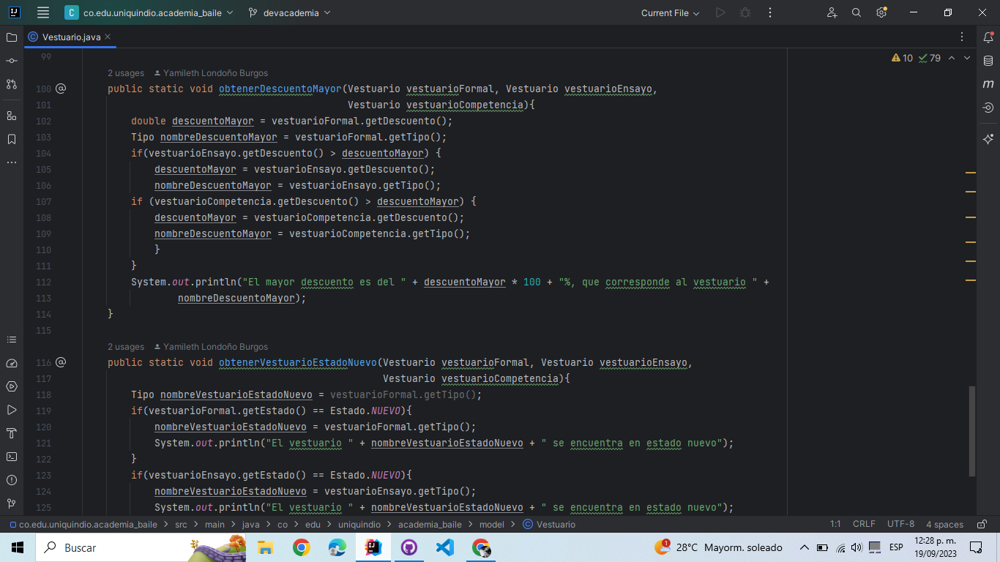 co.edu.uniquindio.academia_baile
devacademia
Current File
Vestuario.java
10 79
99
2 usages Yamileth Londoño Burgos
100 public static void obtenerDescuentoMayor(Vestuario vestuarioFormal, Vestuario vestuarioEnsayo,
101 Vestuario vestuarioCompetencia){
102 double descuentoMayor = vestuarioFormal.getDescuento();
103 Tipo nombreDescuentoMayor = vestuarioFormal.getTipo();
104 if(vestuarioEnsayo.getDescuento() > descuentoMayor) {
105 descuentoMayor = vestuarioEnsayo.getDescuento();
106 nombreDescuentoMayor = vestuarioEnsayo.getTipo();
107 if (vestuarioCompetencia.getDescuento() > descuentoMayor) {
108 descuentoMayor = vestuarioCompetencia.getDescuento();
109 nombreDescuentoMayor = vestuarioCompetencia.getTipo();
110 }
111 }
112 System.out.println("El mayor descuento es del " + descuentoMayor * 100 + "%, que corresponde al vestuario " +
113 nombreDescuentoMayor);
114 }
115
2 usages Yamileth Londoño Burgos
116 public static void obtenerVestuarioEstadoNuevo(Vestuario vestuarioFormal, Vestuario vestuarioEnsayo,
117 Vestuario vestuarioCompetencia){
118 Tipo nombreVestuarioEstadoNuevo = vestuarioFormal.getTipo();
119 if(vestuarioFormal.getEstado() == Estado.NUEVO){
120 nombreVestuarioEstadoNuevo = vestuarioFormal.getTipo();
121 System.out.println("El vestuario " + nombreVestuarioEstadoNuevo + " se encuentra en estado nuevo");
122 }
123 if(vestuarioEnsayo.getEstado() == Estado.NUEVO){
124 nombreVestuarioEstadoNuevo = vestuarioEnsayo.getTipo();
125 System.out.println("El vestuario " + nombreVestuarioEstadoNuevo + " se encuentra en estado nuevo");
co.edu.uniquindio.academia_baile > src > main > java > co > edu > uniquindio > academia_baile > model > Vestuario
1:1 CRLF UTF-8 4 spaces
Buscar
1 28°C Mayorm. soleado
ESP
12:28 p. m.
19/09/2023